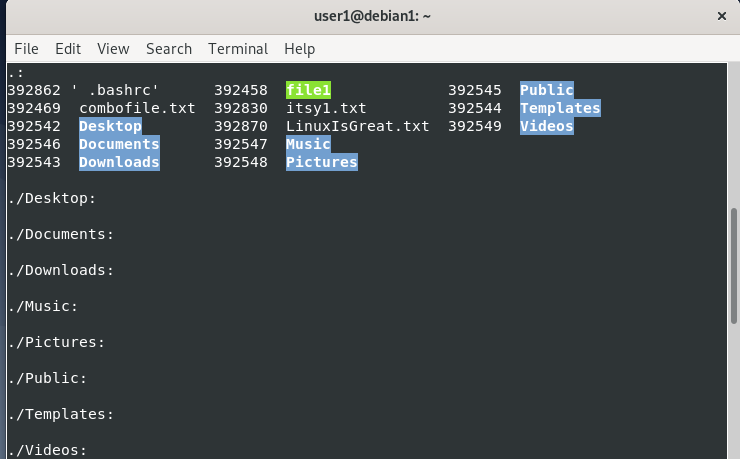 user1@debian1: ~
File Edit View Search Terminal Help
.:
392862 ' .bashrc' 392458 file1 392545 Public
392469 combofile.txt 392830 itsy1.txt 392544 Templates
392542 Desktop 392870 LinuxIsGreat.txt 392549 Videos
392546 Documents 392547 Music
392543 Downloads 392548 Pictures
./Desktop:
./Documents:
./Downloads:
./Music:
./Pictures:
./Public:
./Templates:
./Videos: